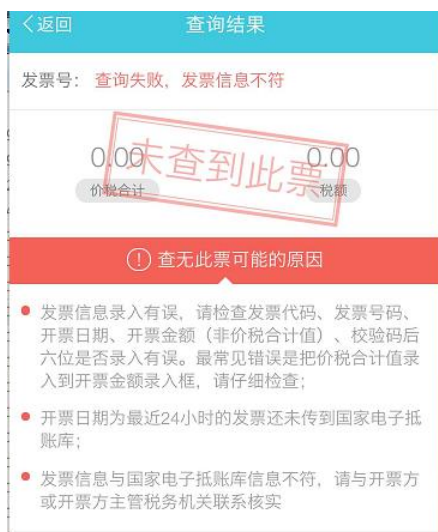 返回 查询结果
发票号： 查询失败，发票信息不符
0.00 0.00
未查到此票
价税合计 税额
查无此票可能的原因
发票信息录入有误，请检查发票代码、发票号码、
开票日期、开票金额（非价税合计值）、校验码后
六位是否录入有误。最常见错误是把价税合计值录
入到开票金额录入框，请仔细检查；
开票日期为最近24小时的发票还未传到国家电子抵
账库；
发票信息与国家电子抵账库信息不符，请与开票方
或开票方主管税务机关联系核实